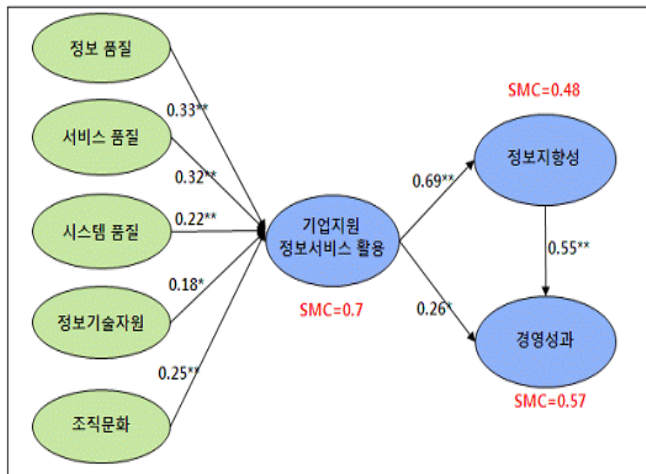 정보 품질
0.33**
서비스 품질
0.32**
시스템 품질
0.22**
정보기술자원
0.18*
조직문화
0.25**
기업지원
정보서비스 활용
SMC=0.7
0.69**
0.26*
SMC=0.48
정보지향성
0.55**
경영성과
SMC=0.57